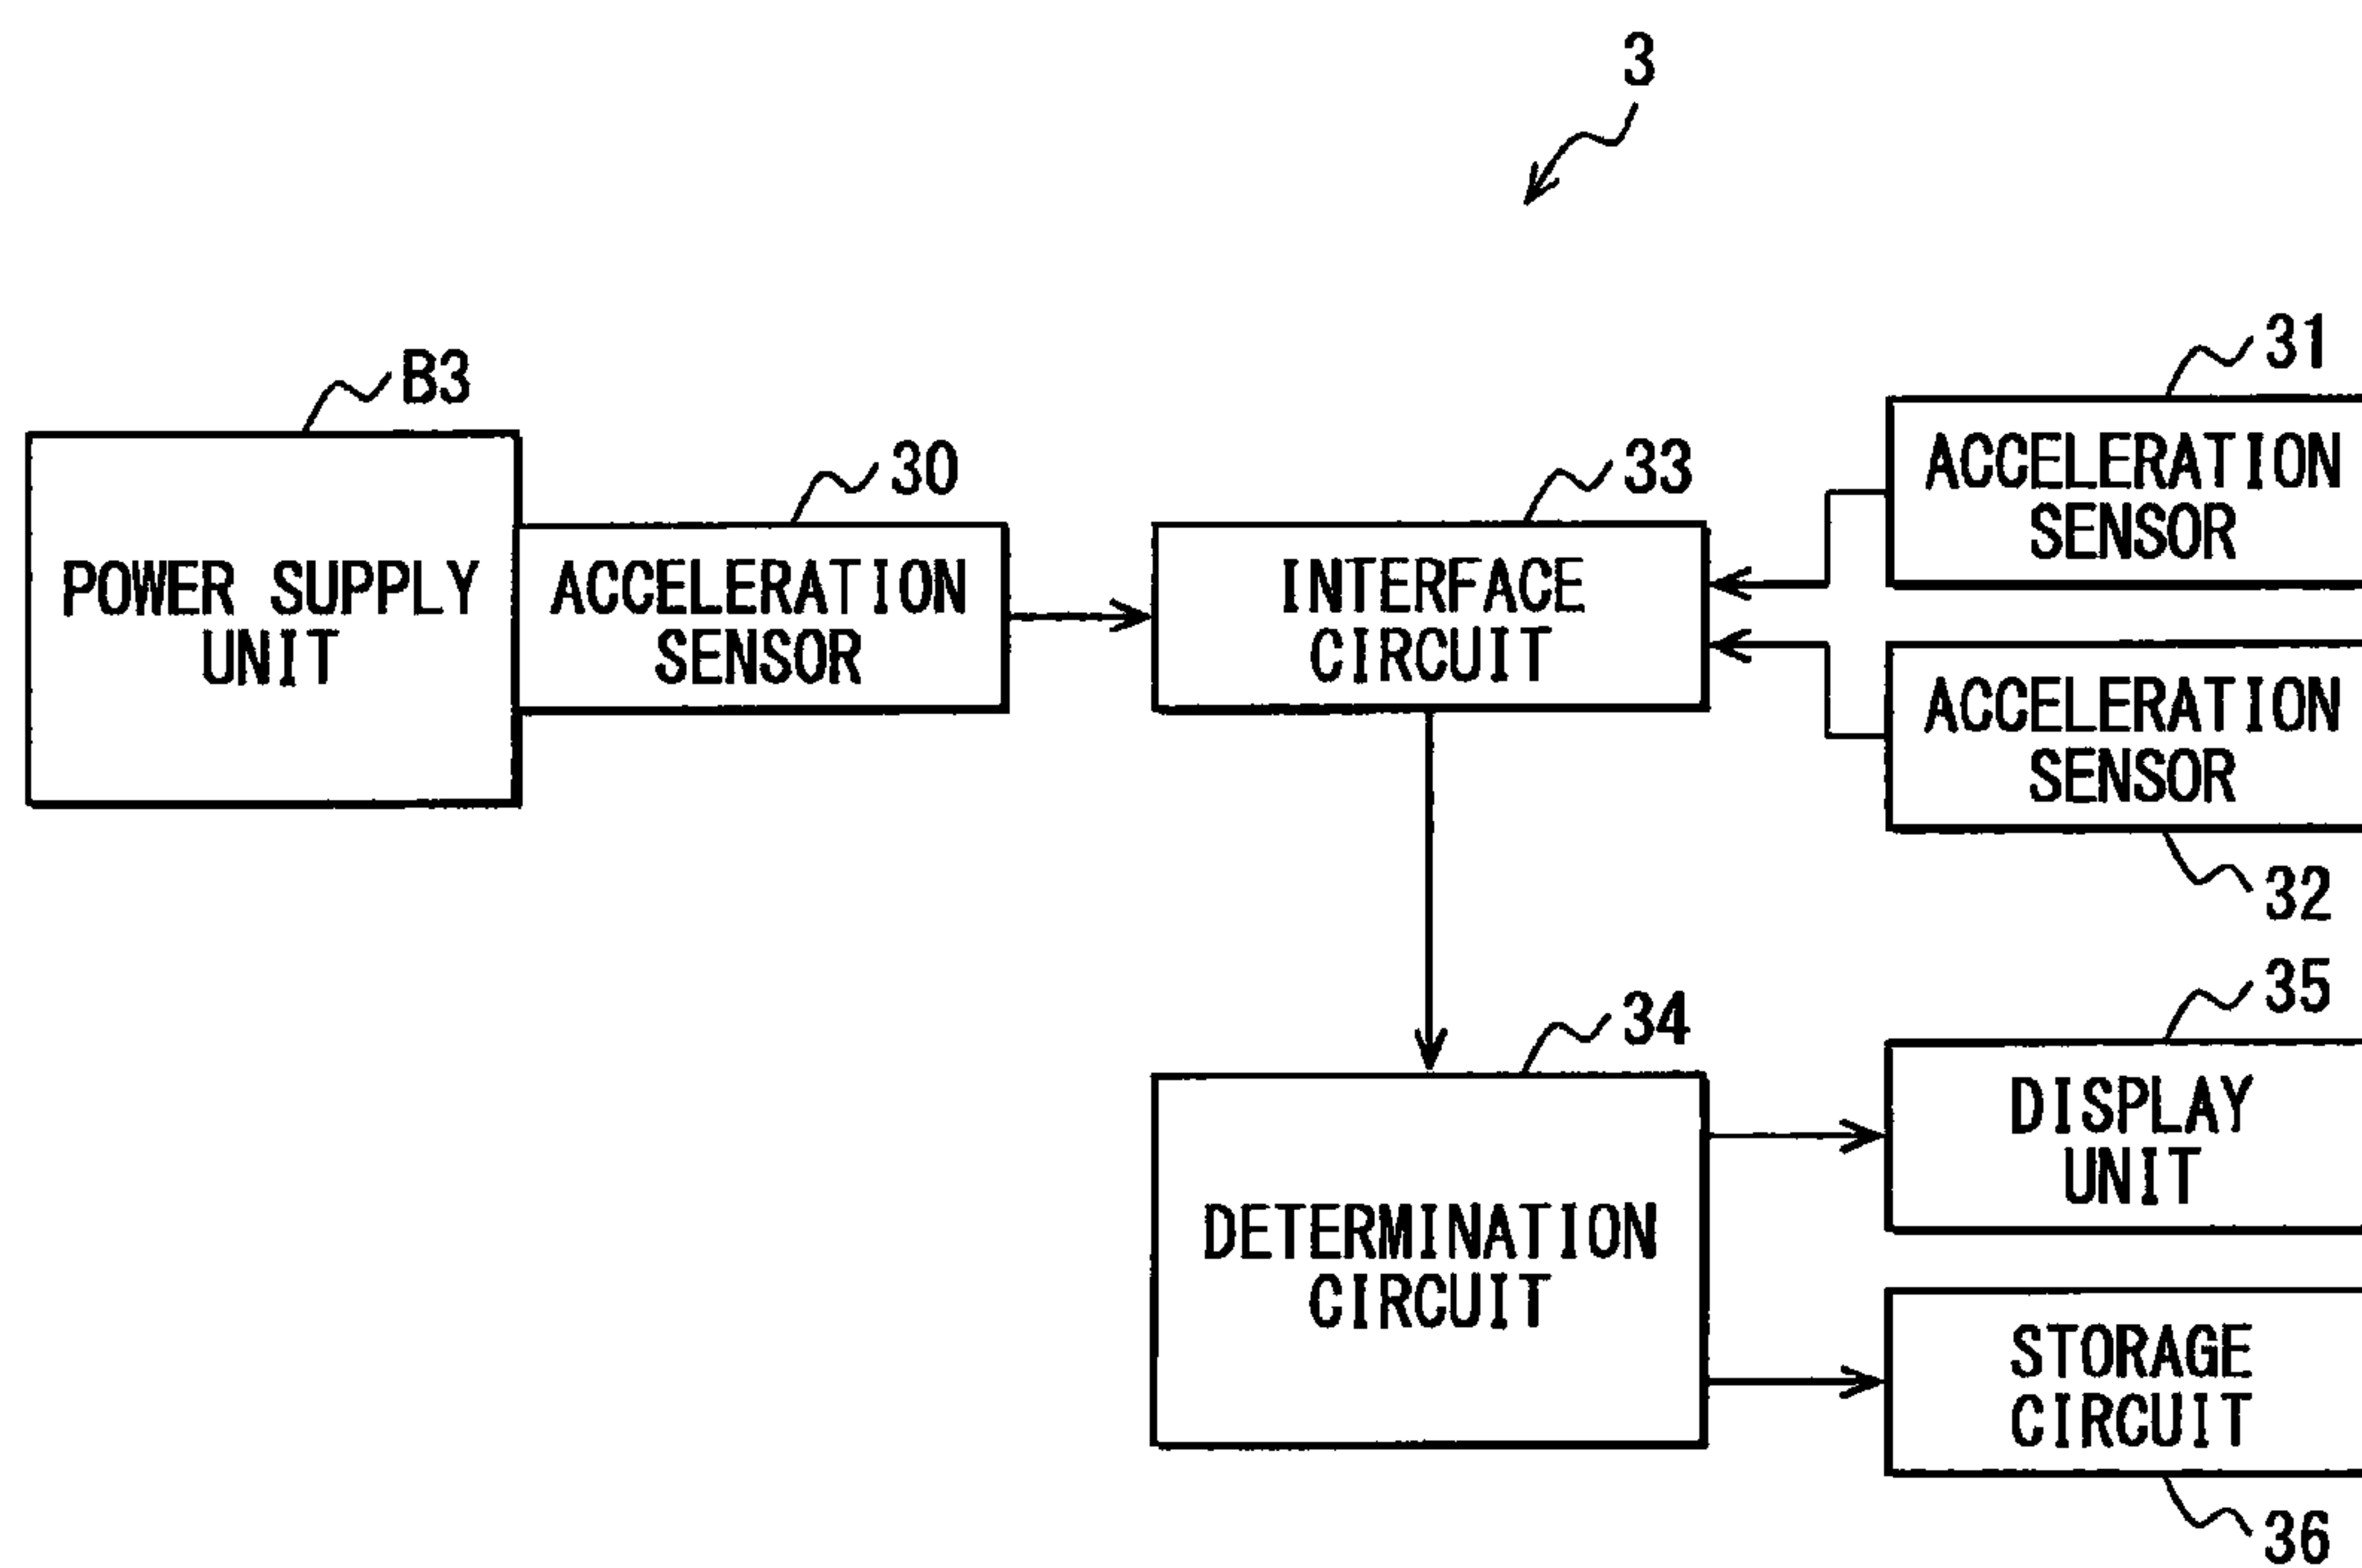 3
B3
POWER SUPPLY
UNIT
30
ACCELERATION
SENSOR
33
INTERFACE
CIRCUIT
31
ACCELERATION
SENSOR
ACCELERATION
SENSOR
32
34
DETERMINATION
CIRCUIT
35
DISPLAY
UNIT
STORAGE
CIRCUIT
36